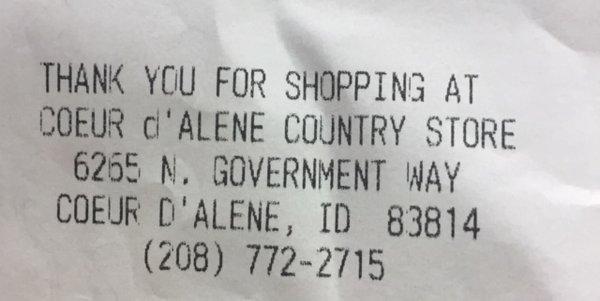 THANK YOU FOR SHOPPING AT
COEUR d'ALENE COUNTRY STORE
6265 N. GOVERNMENT WAY
COEUR D'ALENE, ID 83814
(208) 772-2715